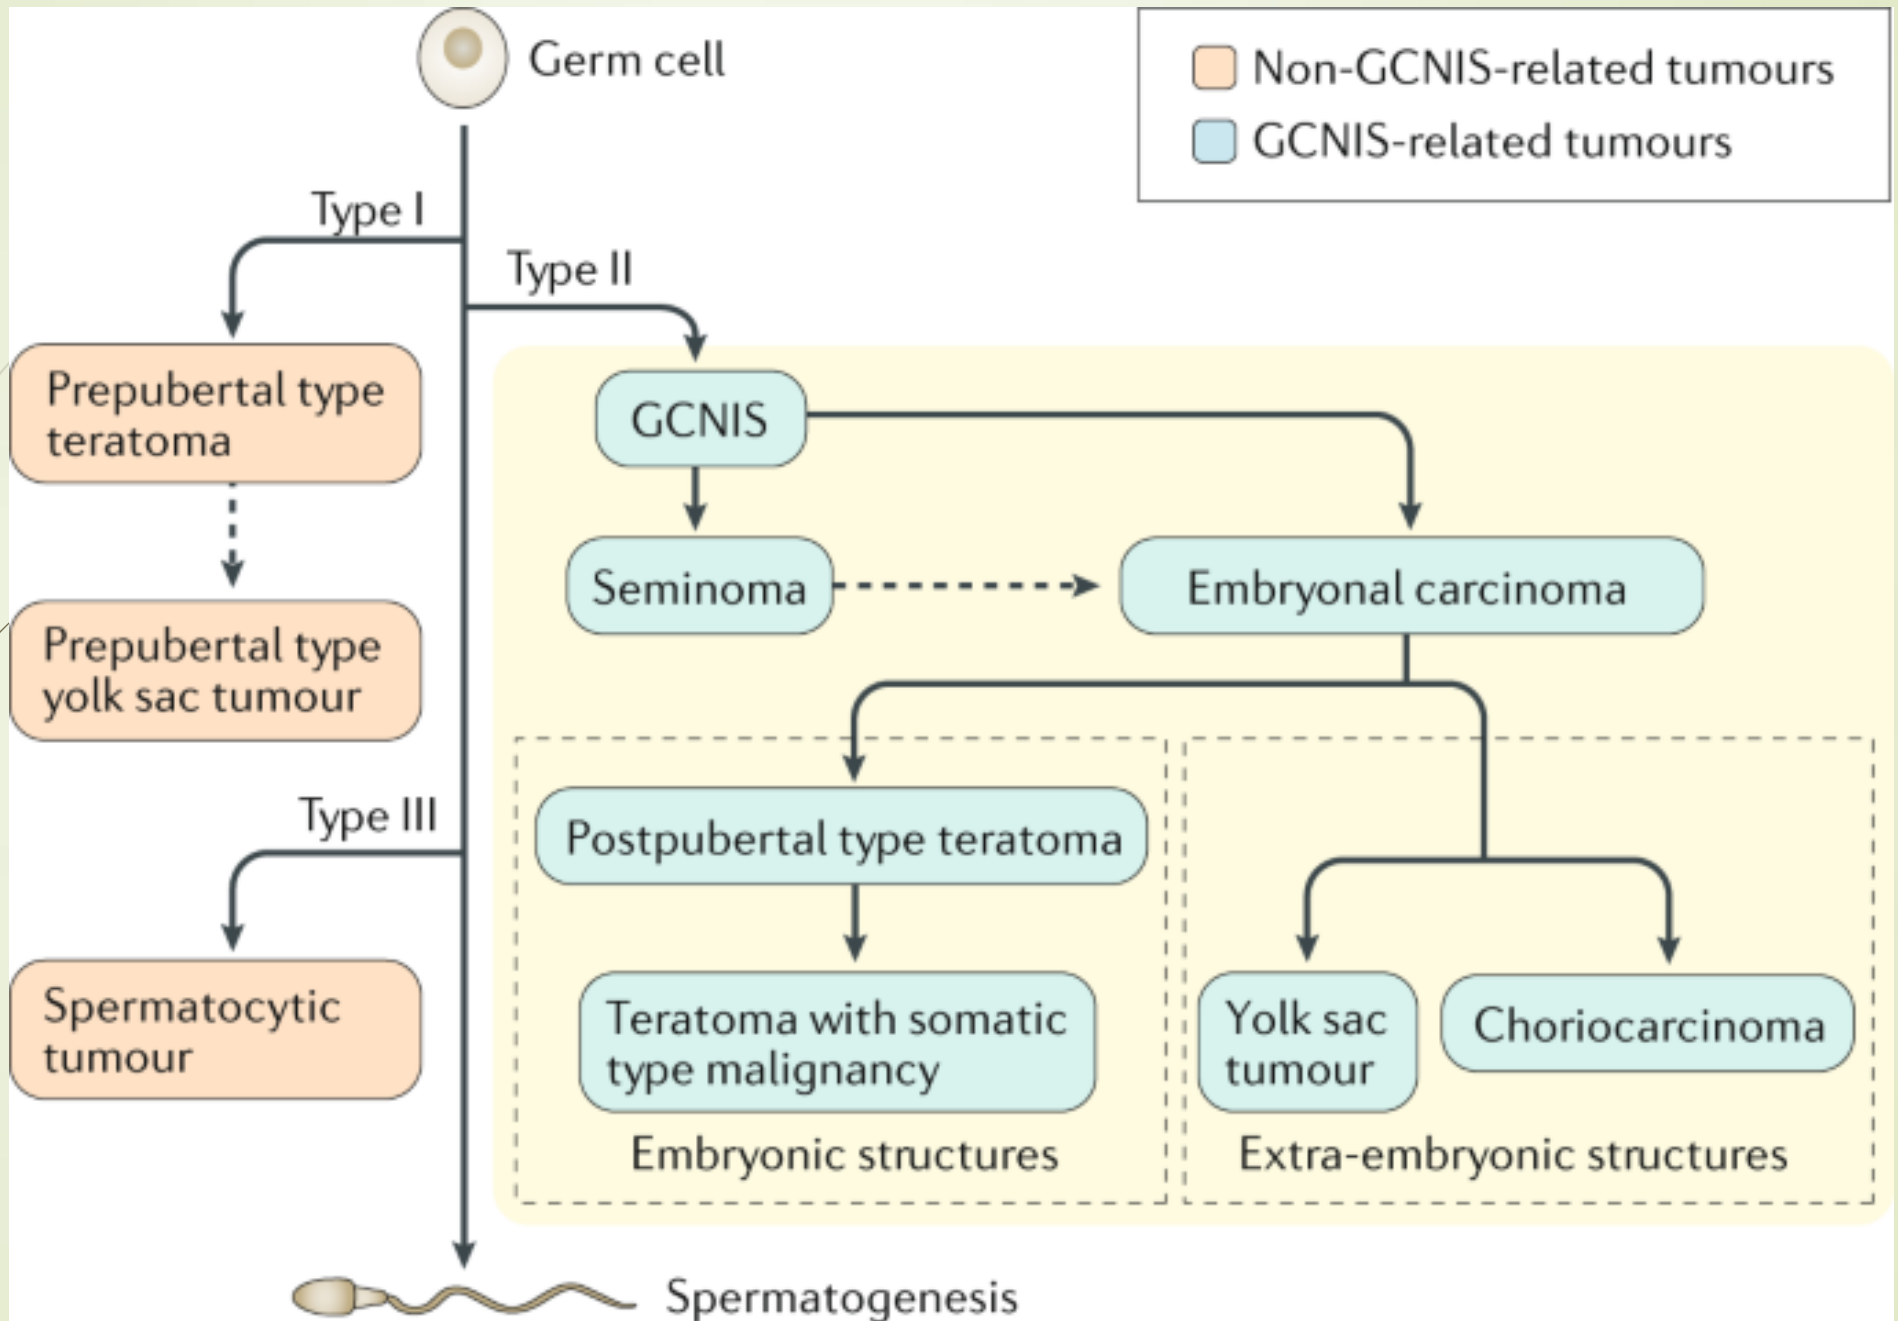 Germ cell
Non-GCNIS-related tumours
GCNIS-related tumours
Type I
Type II
Prepubertal type
teratoma
GCNIS
Seminoma
Embryonal carcinoma
Prepubertal type
yolk sac tumour
Type III
Postpubertal type teratoma
Spermatocytic
tumour
Teratoma with somatic
type malignancy
Yolk sac
tumour
Choriocarcinoma
Embryonic structures
Extra-embryonic structures
Spermatogenesis